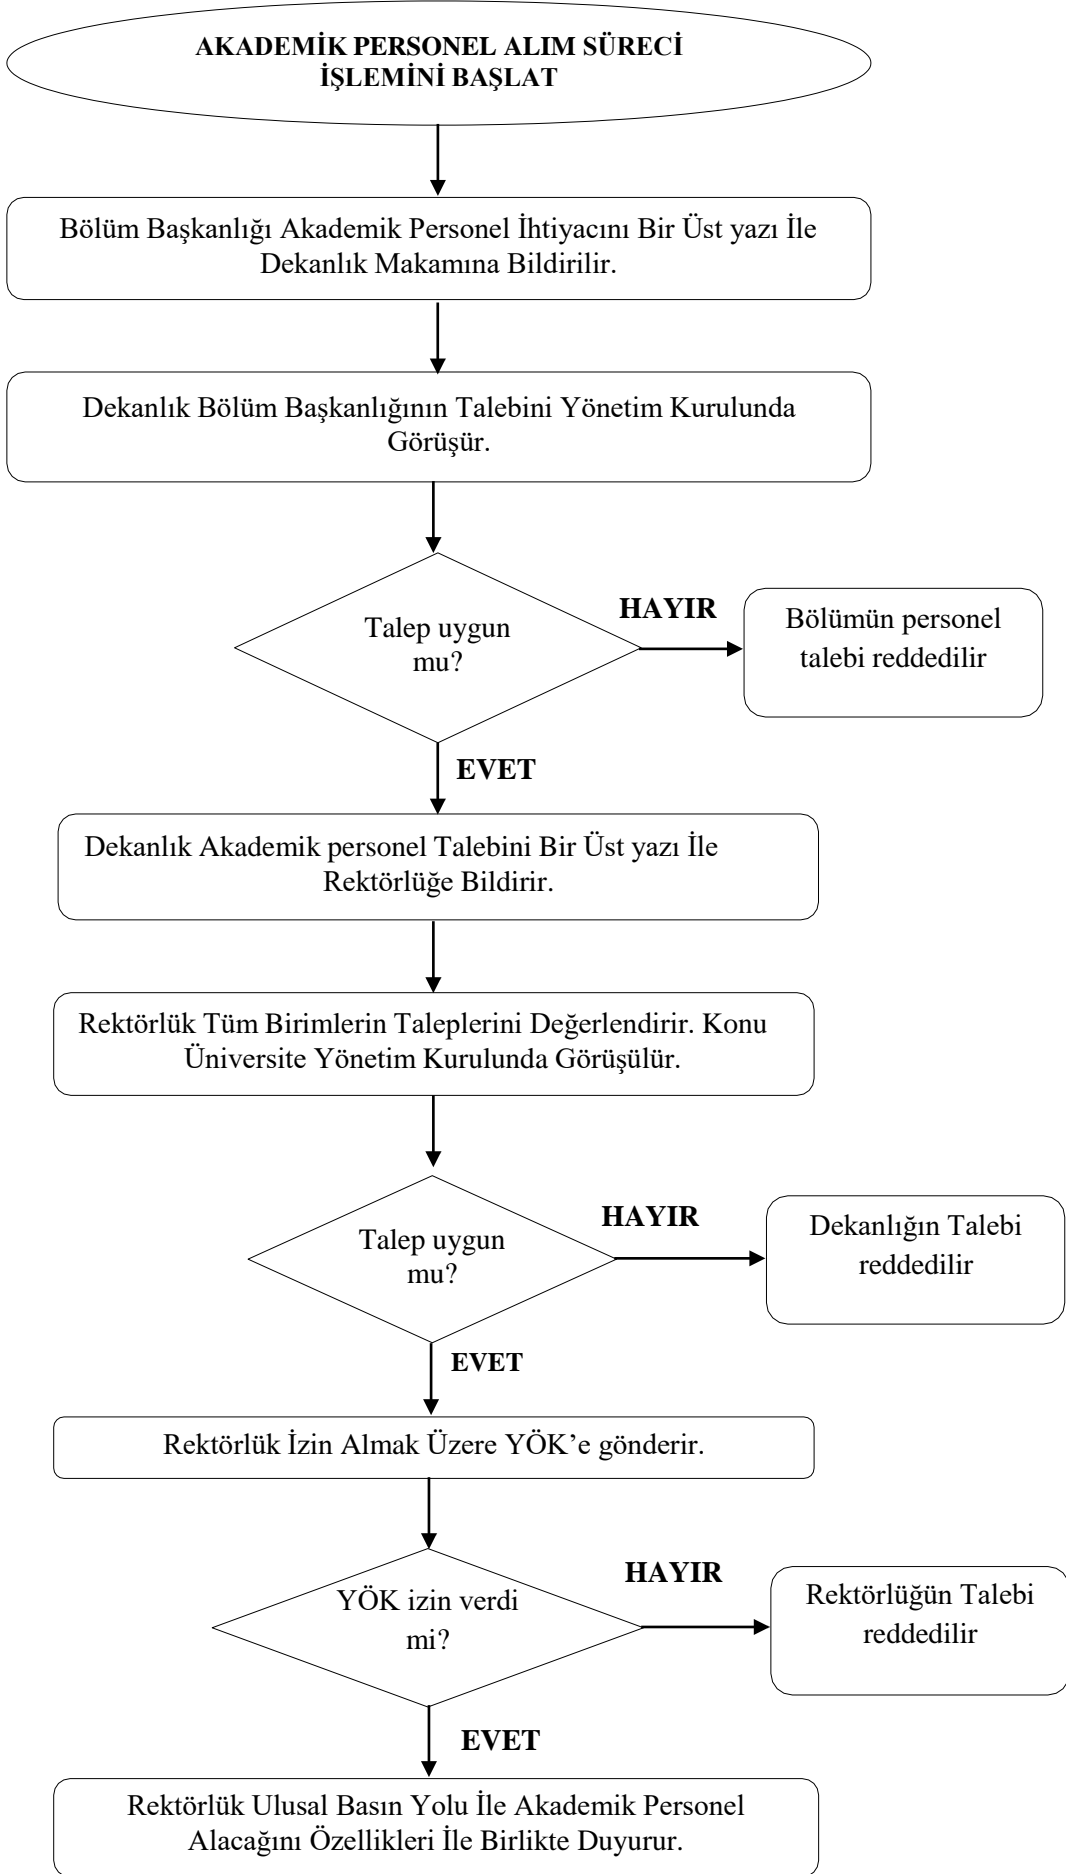 AKADEMİK PERSONEL ALIM SÜRECİ
İŞLEMİNİ BAŞLAT
Bölüm Başkanlığı Akademik Personel İhtiyacını Bir Üst yazı İle
Dekanlık Makamına Bildirilir.
Dekanlık Bölüm Başkanlığının Talebini Yönetim Kurulunda
Görüşür.
Talep uygun
mu?
HAYIR
Bölümün personel
talebi reddedilir
EVET
Dekanlık Akademik personel Talebini Bir Üst yazı İle
Rektörlüğe Bildirir.
Rektörlük Tüm Birimlerin Taleplerini Değerlendirir. Konu
Üniversite Yönetim Kurulunda Görüşülür.
Talep uygun
mu?
HAYIR
Dekanlığın Talebi
reddedilir
EVET
Rektörlük İzin Almak Üzere YÖK’e gönderir.
YÖK izin verdi
mi?
HAYIR
Rektörlüğün Talebi
reddedilir
EVET
Rektörlük Ulusal Basın Yolu İle Akademik Personel
Alacağını Özellikleri İle Birlikte Duyurur.